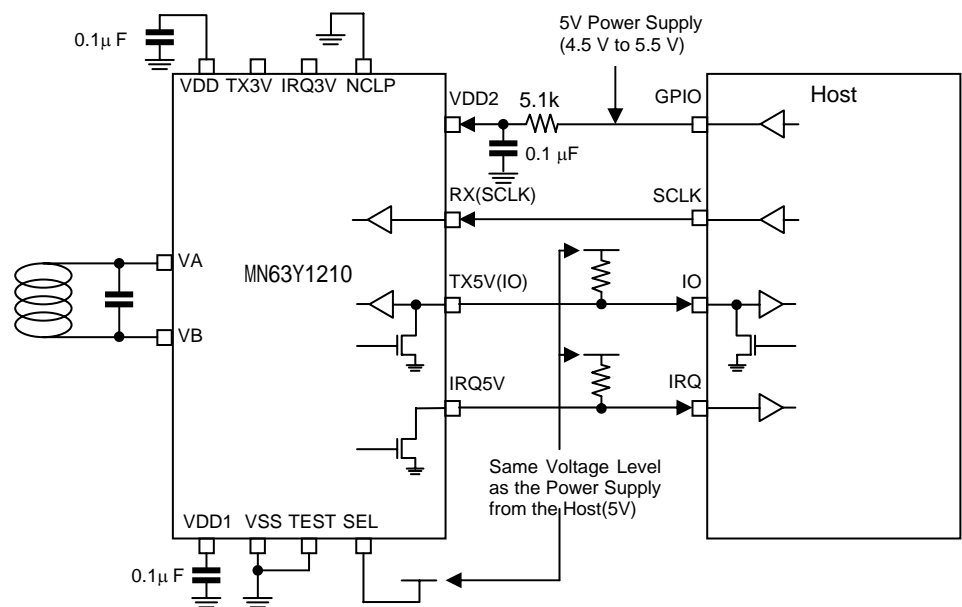 0.1μ F
5V Power Supply
(4.5 V to 5.5 V)
VDD TX3V IRQ3V NCLP
VDD2
5.1k
GPIO
Host
0.1 μF
RX(SCLK)
SCLK
VA
MN63Y1210
TX5V(IO)
IO
VB
IRQ5V
IRQ
Same Voltage Level
as the Power Supply
from the Host(5V)
VDD1 VSS TEST SEL
0.1μ F